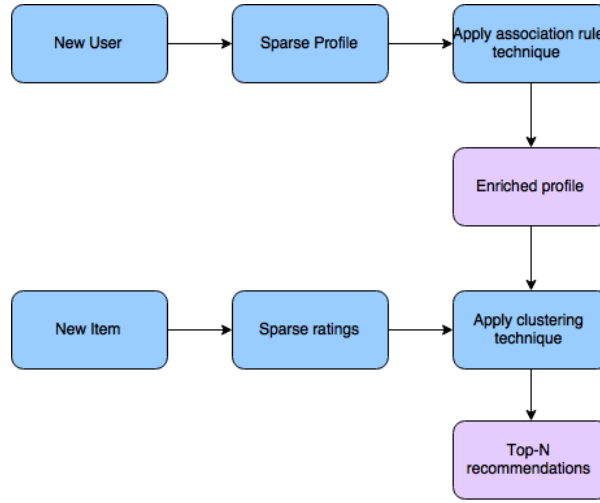 New User
Sparse Profile
Apply association rule
technique
Enriched profile
New Item
Sparse ratings
Apply clustering
technique
Top-N
recommendations